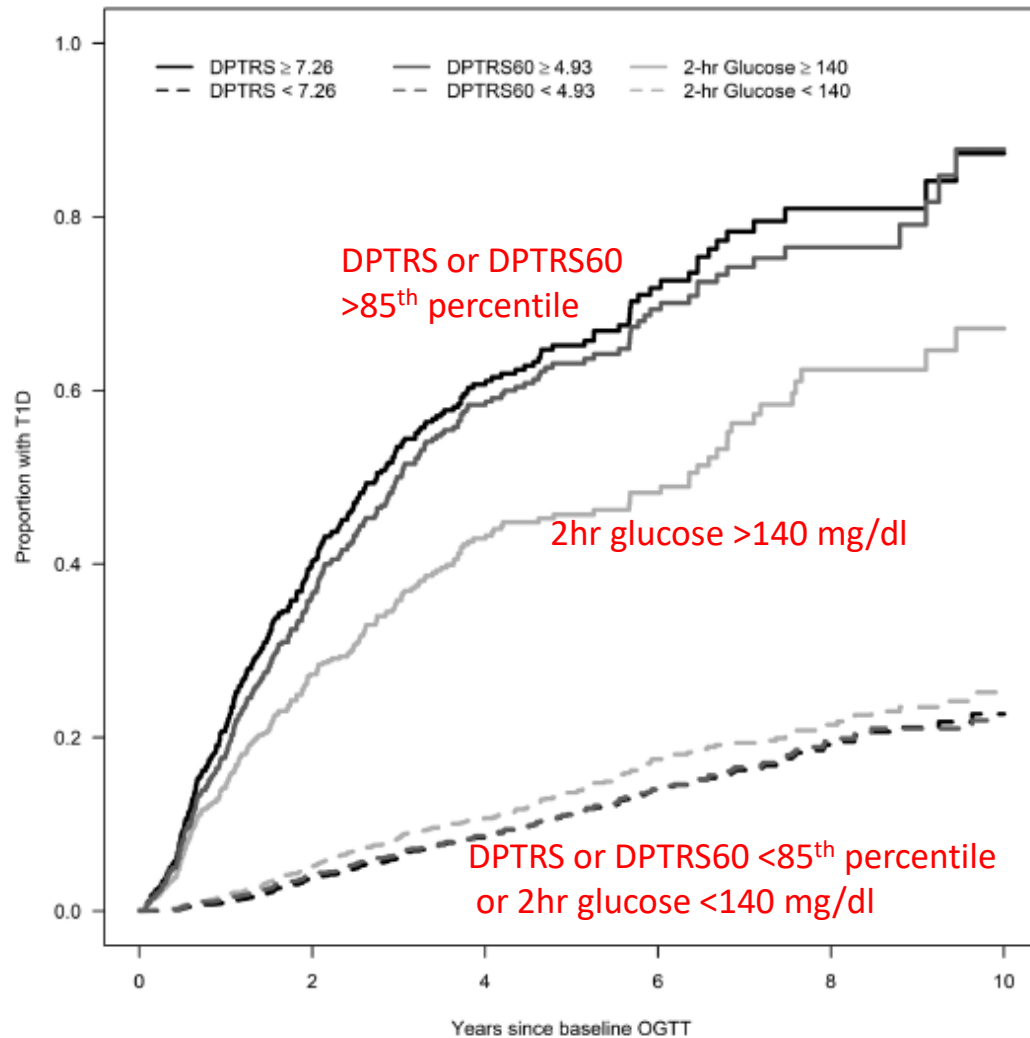 1.0
DPTRS ≥ 7.26
DPTRS60 ≥ 4.93
2-hr Glucose ≥ 140
DPTRS < 7.26
DPTRS60 < 4.93
2-hr Glucose < 140
0.8
DPTRS or DPTRS60
>85th percentile
0.6
Proportion with T1D
2hr glucose >140 mg/dl
0.4
0.2
DPTRS or DPTRS60 <85th percentile
or 2hr glucose <140 mg/dl
0.0
0
2
4
6
8
10
Years since baseline OGTT